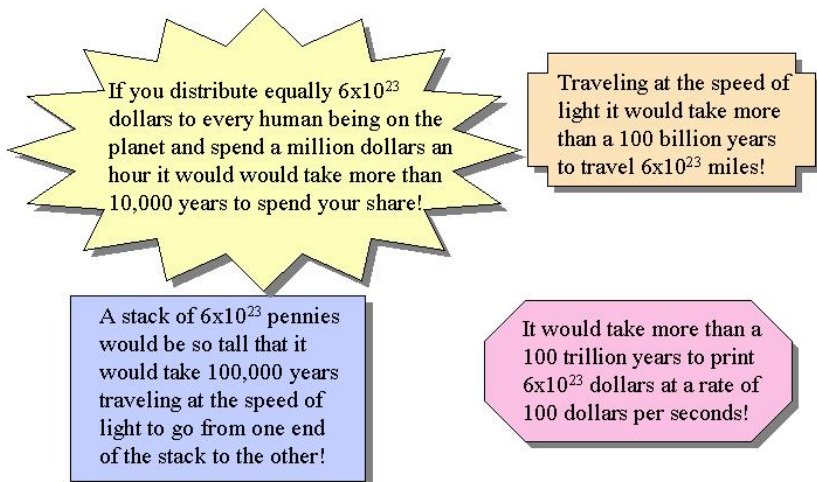 If you distribute equally 6x10²³
dollars to every human being on the
planet and spend a million dollars an
hour it would would take more than
10,000 years to spend your share!
Traveling at the speed of
light it would take more
than a 100 billion years
to travel 6x10²³ miles!
A stack of 6x10²³ pennies
would be so tall that it
would take 100,000 years
traveling at the speed of
light to go from one end
of the stack to the other!
It would take more than a
100 trillion years to print
6x10²³ dollars at a rate of
100 dollars per seconds!